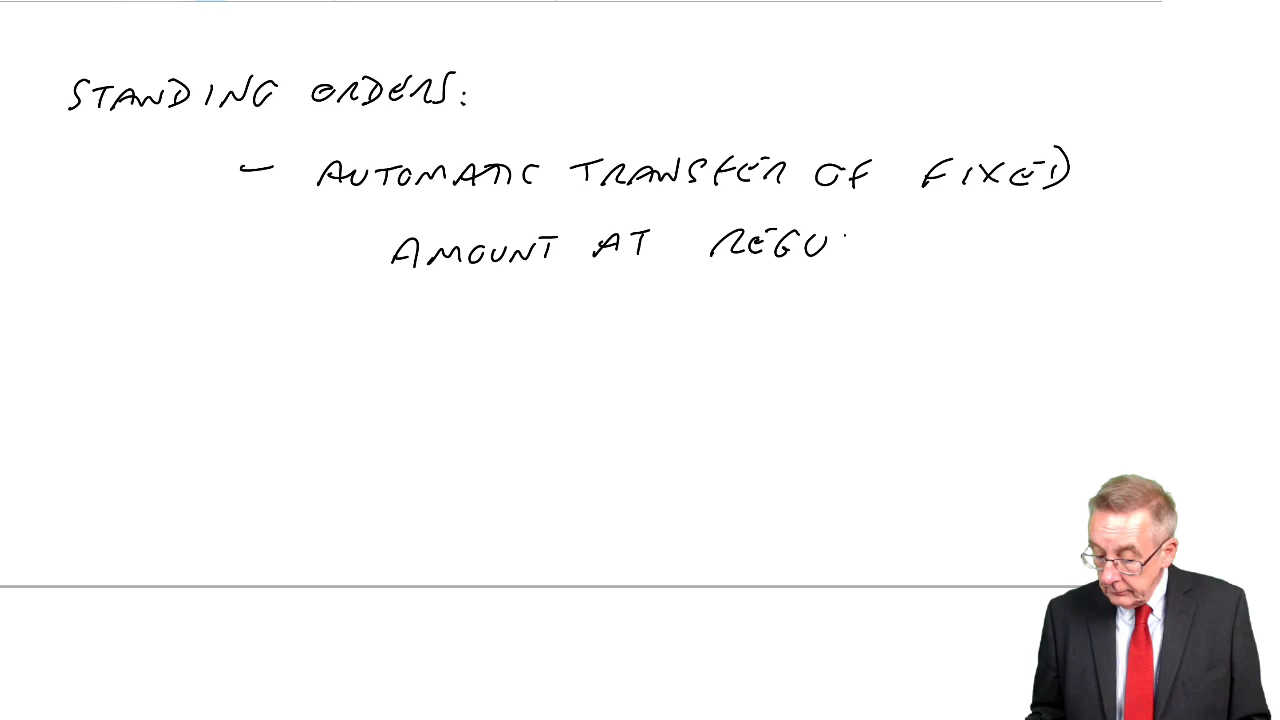 STANDING ORDERS:
- AUTOMATIC TRANSFER OF FIXED
AMOUNT AT REGU